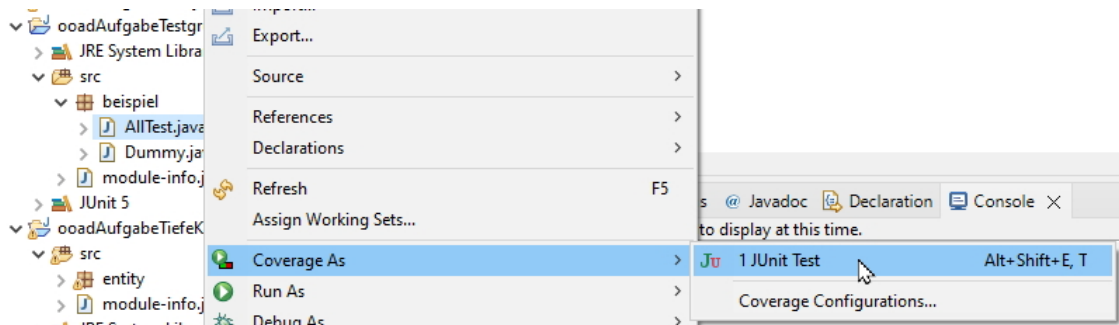 Import...
ooadAufgabeTestgr
Export...
JRE System Libra
src
Source
beispiel
References
AllTest.java
Declarations
Dummy.ja
module-info.j
Refresh F5
JUnit 5
s @ Javadoc Declaration Console
Assign Working Sets...
ooadAufgabeTiefeK
to display at this time.
src
Coverage As
JU 1 JUnit Test Alt+Shift+E, T
entity
Run As
module-info.j
Coverage Configurations...
Debug As